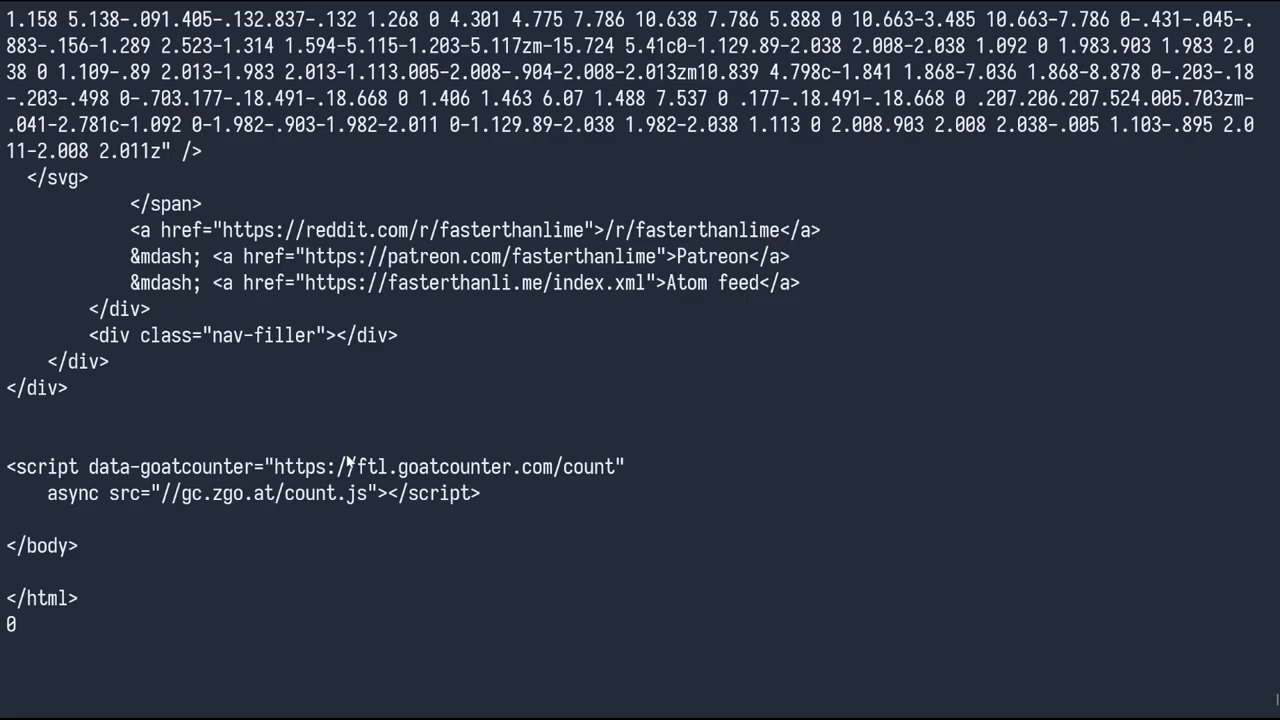 1.158 5.138-.091.405-.132.837-.132 1.268 0 4.301 4.775 7.786 10.638 7.786 5.888 0 10.663-3.485 10.663-7.786 0-.431-.045-.
883-.156-1.289 2.523-1.314 1.594-5.115-1.203-5.117zm-15.724 5.41c0-1.129.89-2.038 2.008-2.038 1.092 0 1.983.903 1.983 2.0
38 0 1.109-.89 2.013-1.983 2.013-1.113.005-2.008-.904-2.008-2.013zm10.839 4.798c-1.841 1.868-7.036 1.868-8.878 0-.203-.18
-.203-.498 0-.703.177-.18.491-.18.668 0 1.406 1.463 6.07 1.488 7.537 0 .177-.18.491-.18.668 0 .207.206.207.524.005.703zm-
.041-2.781c-1.092 0-1.982-.903-1.982-2.011 0-1.129.89-2.038 1.982-2.038 1.113 0 2.008.903 2.008 2.038-.005 1.103-.895 2.0
11-2.008 2.011z" />
</svg>
</span>
<a href="https://reddit.com/r/fasterthanlime">/r/fasterthanlime</a>
&mdash; <a href="https://patreon.com/fasterthanlime">Patreon</a>
&mdash; <a href="https://fasterthanli.me/index.xml">Atom feed</a>
</div>
<div class="nav-filler"></div>
</div>
</div>
<script data-goatcounter="https://ftl.goatcounter.com/count"
async src="//gc.zgo.at/count.js"></script>
</body>
</html>
0